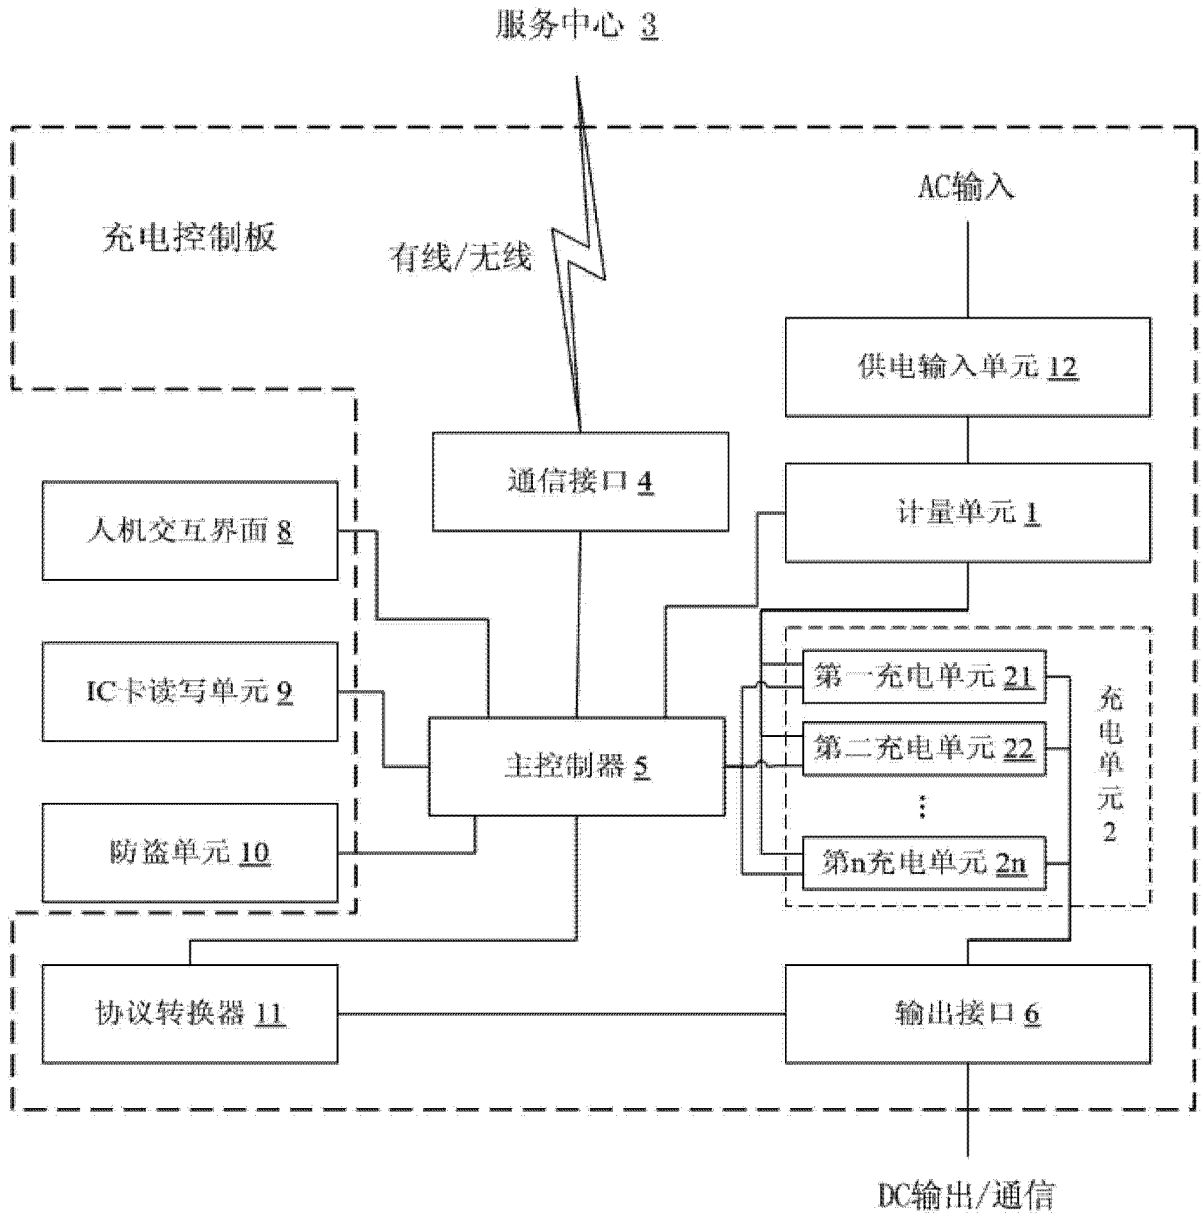 服务中心 3
AC输入
充电控制板
有线/无线
供电输入单元 12
通信接口 4
计量单元 1
人机交互界面 8
IC卡读写单元 9
第一充电单元 21
第二充电单元 22
⋮
第n充电单元 2n
充电单元2
主控制器 5
防盗单元 10
协议转换器 11
输出接口 6
DC输出/通信